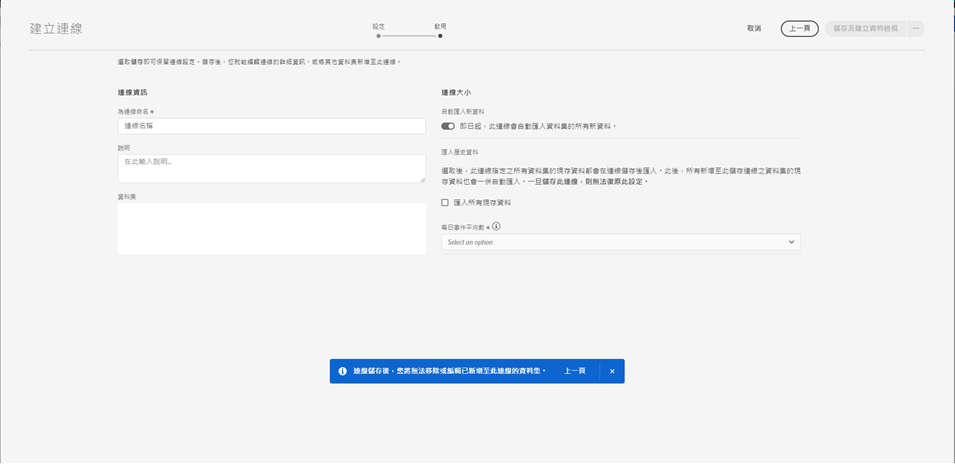 建立連線
設定
啟用
取消
上一頁
儲存及建立資料檢視
選取儲存即可保留連線設定。儲存後，您就能編輯連線的詳細資訊，或將其他資料集新增至此連線。
連線資訊
為連線命名 *
連線名稱
說明
在此輸入說明...
資料集
連線大小
自動匯入新資料
即日起，此連線會自動匯入資料集的所有新資料。
匯入歷史資料
選取後，此連線指定之所有資料集的現存資料都會在連線儲存後匯入。此後，所有新增至此儲存連線之資料集的現
存資料也會一併自動匯入。一旦儲存此連線，則無法復原此設定。
匯入所有現存資料
每日事件平均數 *
Select an option
連線儲存後，您將無法移除或編輯已新增至此連線的資料集。
上一頁